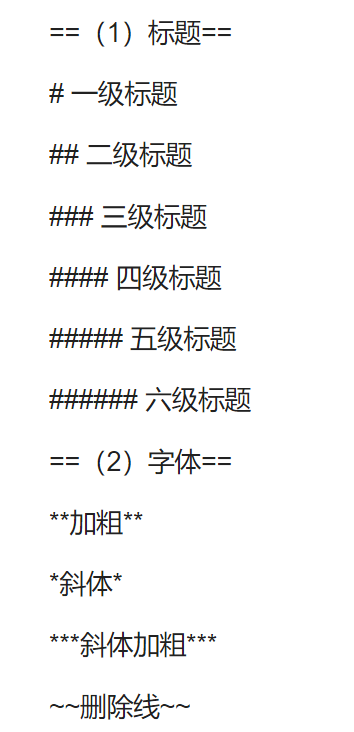 ==（1）标题==
# 一级标题
## 二级标题
### 三级标题
#### 四级标题
##### 五级标题
###### 六级标题
==（2）字体==
**加粗**
*斜体*
***斜体加粗***
~~删除线~~